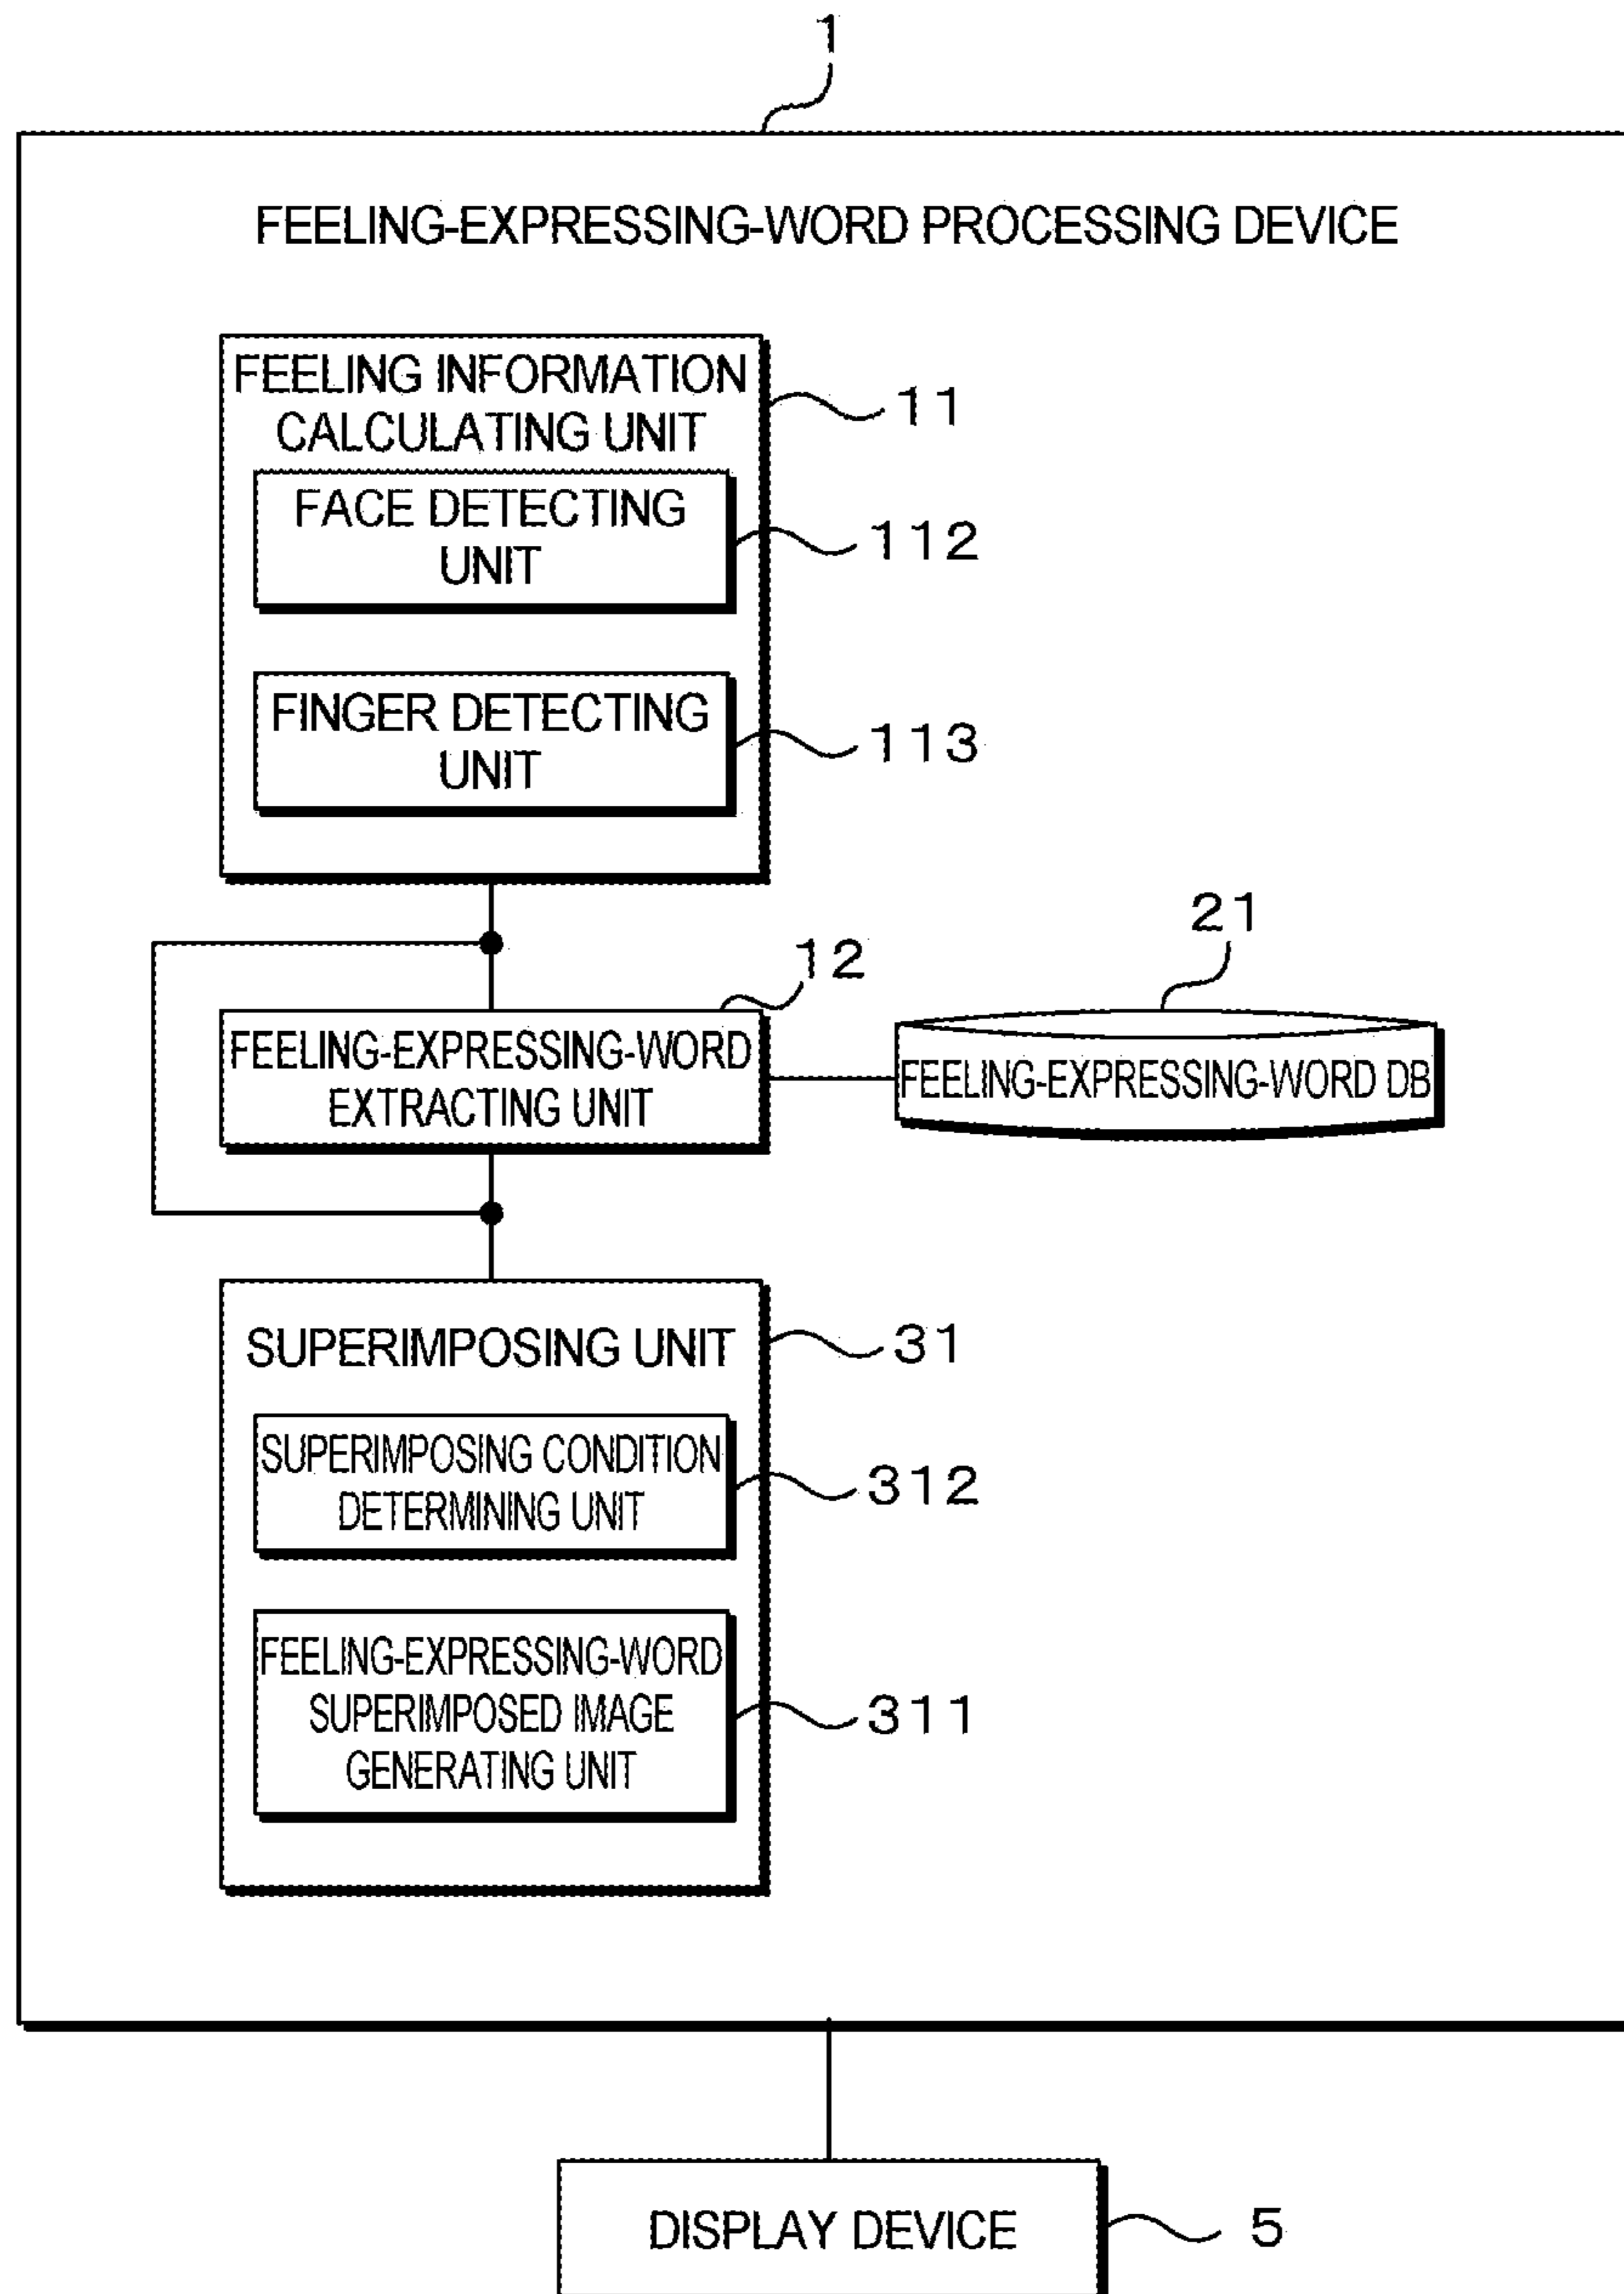 1
FEELING-EXPRESSING-WORD PROCESSING DEVICE
FEELING INFORMATION
CALCULATING UNIT
11
FACE DETECTING
UNIT
112
FINGER DETECTING
UNIT
113
12
21
FEELING-EXPRESSING-WORD
EXTRACTING UNIT
FEELING-EXPRESSING-WORD DB
SUPERIMPOSING UNIT
31
SUPERIMPOSING CONDITION
DETERMINING UNIT
312
FEELING-EXPRESSING-WORD
SUPERIMPOSED IMAGE
GENERATING UNIT
311
DISPLAY DEVICE
5